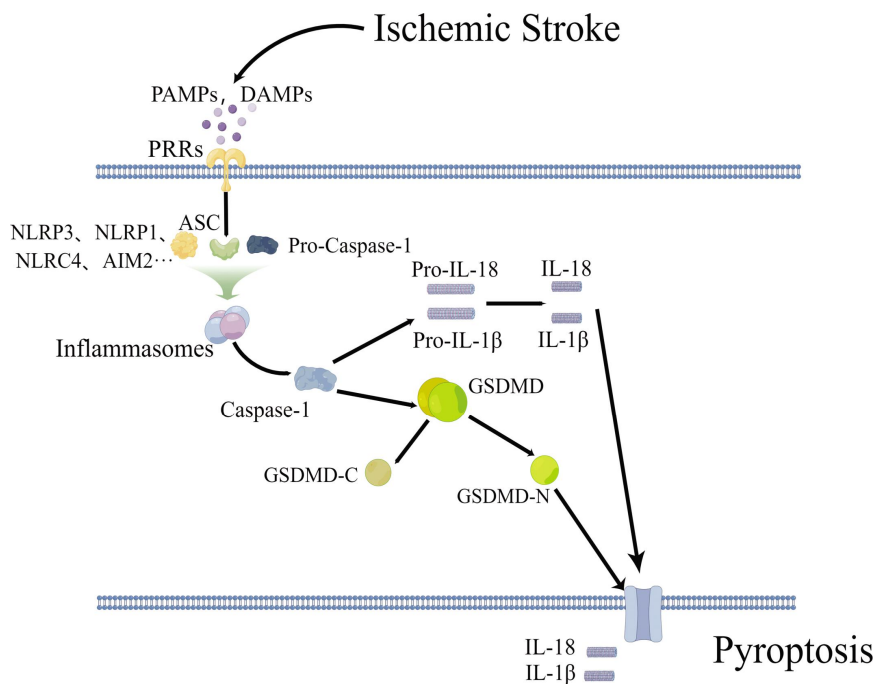 Ischemic Stroke
PAMPs, DAMPs
PRRs
ASC
NLRP3、NLRP1、
NLRC4、AIM2…
Pro-Caspase-1
Pro-IL-18
IL-18
Pro-IL-1β
IL-1β
Inflammasomes
Caspase-1
GSDMD
GSDMD-C
GSDMD-N
IL-18
IL-1β
Pyroptosis